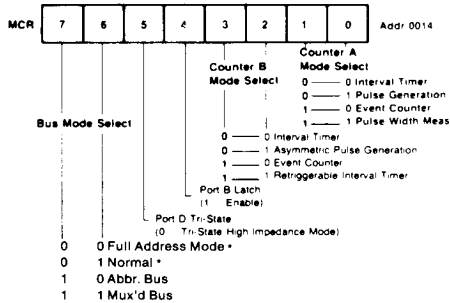 MCR 7 6 5 4 3 2 1 0 Addr 0014
Counter A
Mode Select
0 0 Interval Timer
0 1 Pulse Generation
1 0 Event Counter
1 1 Pulse Width Meas
Counter B
Mode Select
0 0 Interval Timer
0 1 Asymmetric Pulse Generation
1 0 Event Counter
1 1 Retriggerable Interval Timer
Port B Latch
(1 Enable)
Port D Tri-State
(0 Tri-State High Impedance Mode)
Bus Mode Select
0 0 Full Address Mode *
0 1 Normal *
1 0 Abbr. Bus
1 1 Mux'd Bus